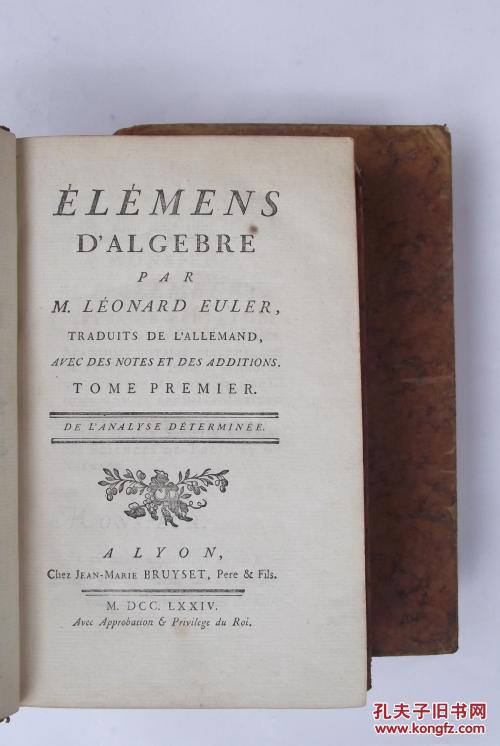 ÉLÉMENS
D'ALGEBRE
PAR
M. LÉONARD EULER,
TRADUITS DE L'ALLEMAND,
AVEC DES NOTES ET DES ADDITIONS.
TOME PREMIER.
DE L'ANALYSE DÉTERMINÉE.
A LYON,
Chez JEAN-MARIE BRUYSET, Pere & Fils.
M. DCC. LXXIV.
Avec Approbation & Privilege du Roi.
孔夫子旧书网
www.kongfz.com